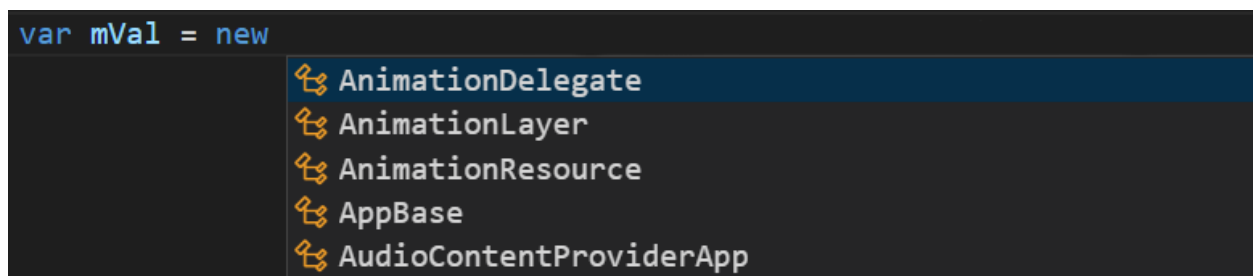 var mVal = new
AnimationDelegate
AnimationLayer
AnimationResource
AppBase
AudioContentProviderApp